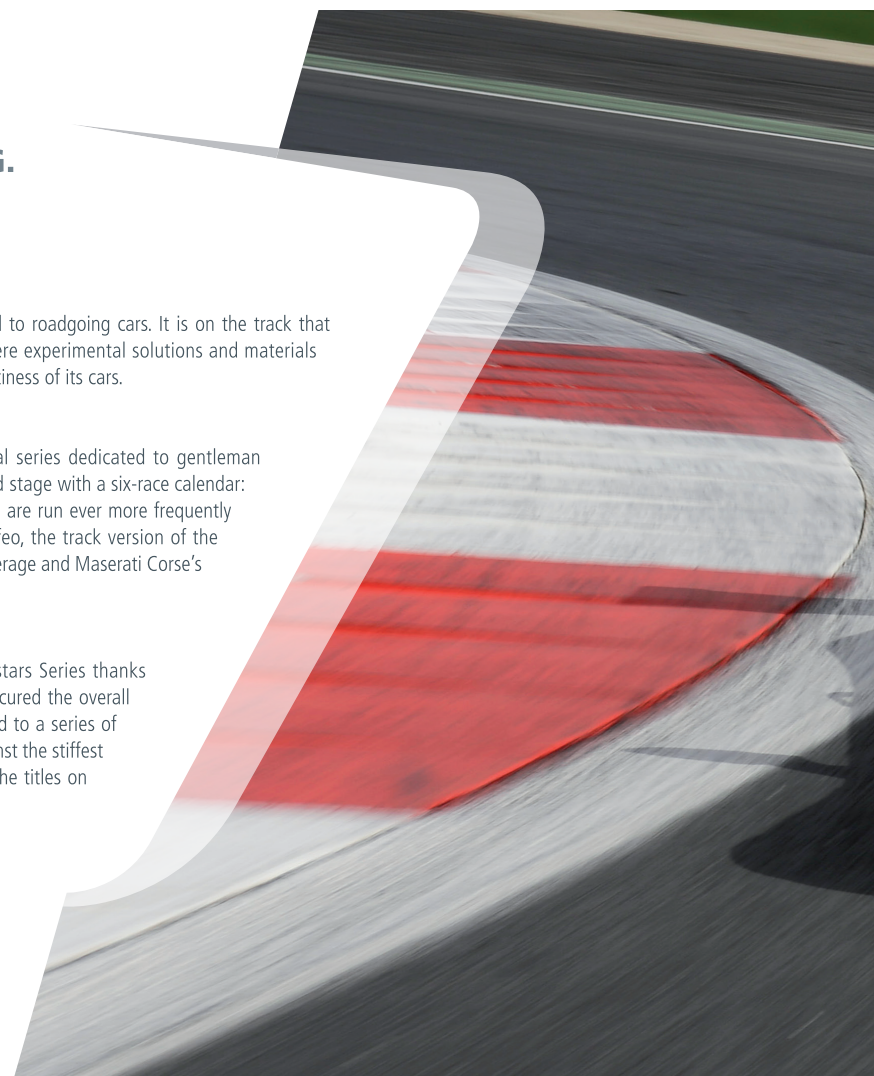 G.
l to roadgoing cars. It is on the track that
ere experimental solutions and materials
tiness of its cars.
al series dedicated to gentleman
d stage with a six-race calendar:
are run ever more frequently
feo, the track version of the
erage and Maserati Corse’s
stars Series thanks
cured the overall
d to a series of
nst the stiffest
he titles on